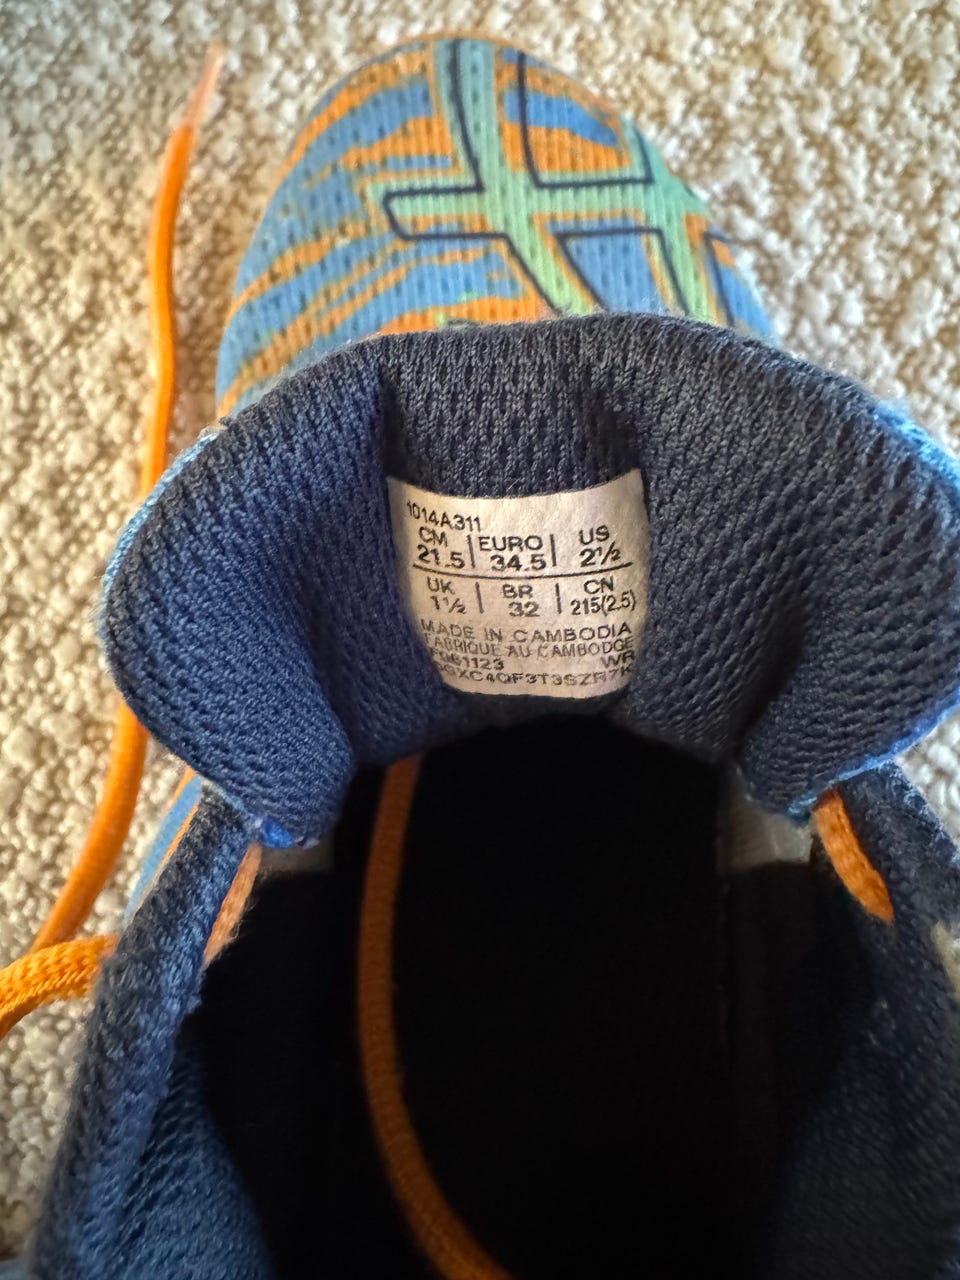 1014A311
CM EURO US
21.5 34.5 2½
UK BR CN
1½ 32 215(2.5)
MADE IN CAMBODIA
FABRIQUE AU CAMBODGE
WR